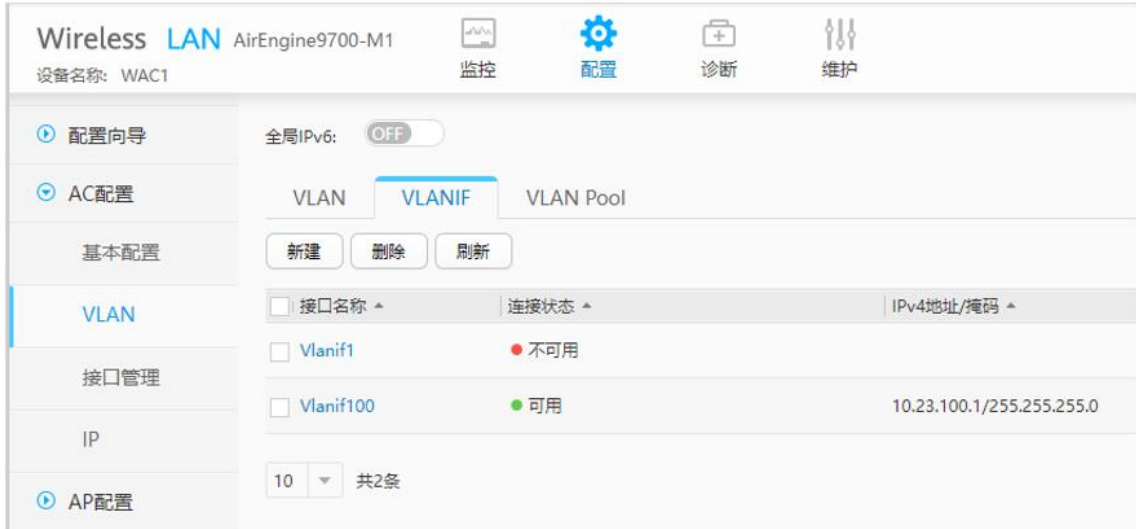 Wireless LAN AirEngine9700-M1
设备名称: WAC1
监控
配置
诊断
维护
配置向导
AC配置
基本配置
VLAN
接口管理
IP
AP配置
全局IPv6: OFF
VLAN VLANIF VLAN Pool
新建 删除 刷新
接口名称 连接状态 IPv4地址/掩码
Vlanif1 不可用
Vlanif100 可用 10.23.100.1/255.255.255.0
10 共2条